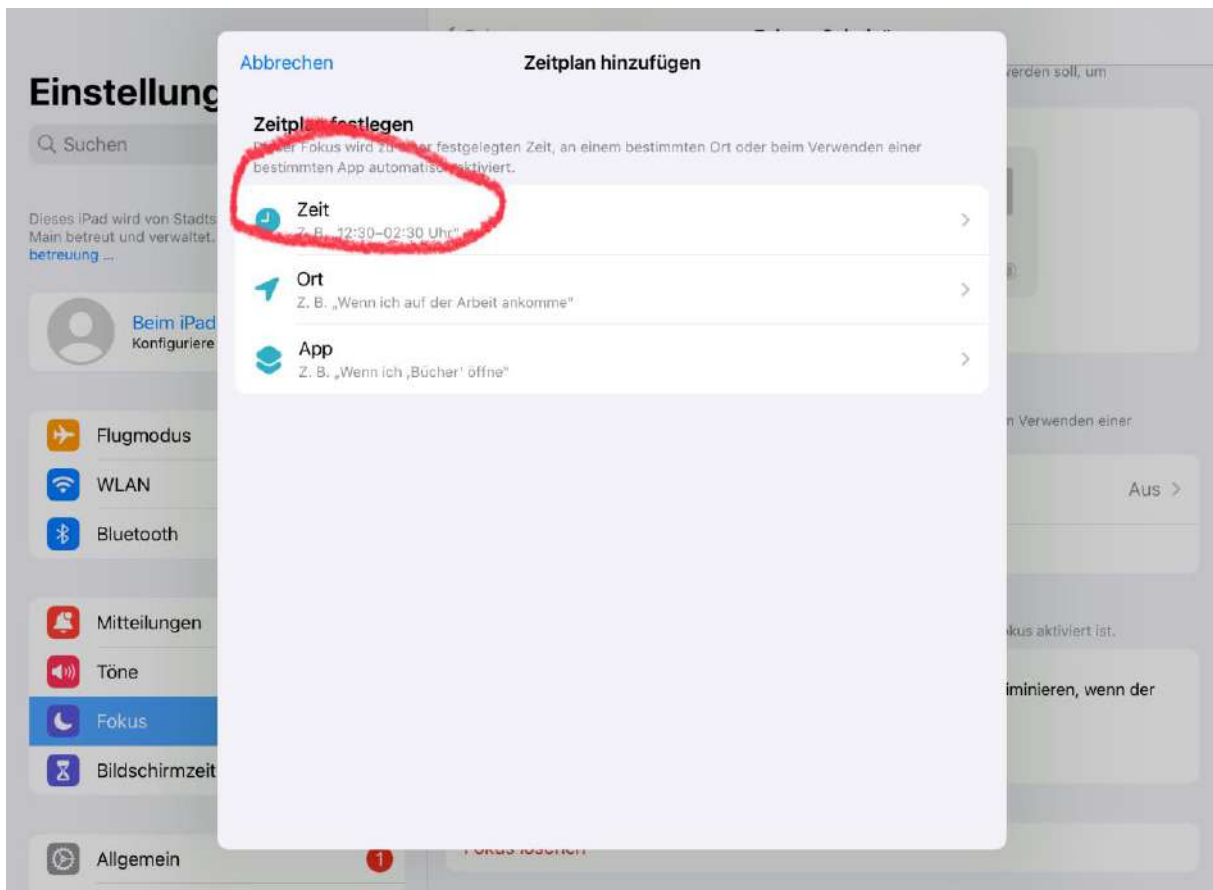 Abbrechen
Zeitplan hinzufügen
Zeitplan festlegen
Fokus wird zu festgelegten Zeit, an einem bestimmten Ort oder beim Verwenden einer
bestimmten App automatisch aktiviert.
Zeit
Z. B. „12:30–02:30 Uhr“
Ort
Z. B. „Wenn ich auf der Arbeit ankomme“
App
Z. B. „Wenn ich ‚Bücher‘ öffne“
Einstellung
Suchen
Dieses iPad wird von Stadts
Main betreut und verwaltet.
betreuung ...
Beim iPad
Konfiguriere
Flugmodus
WLAN
Bluetooth
Mitteilungen
Töne
Fokus
Bildschirmzeit
Allgemein
1
werden soll, um
n Verwenden einer
Aus
okus aktiviert ist.
iminieren, wenn der